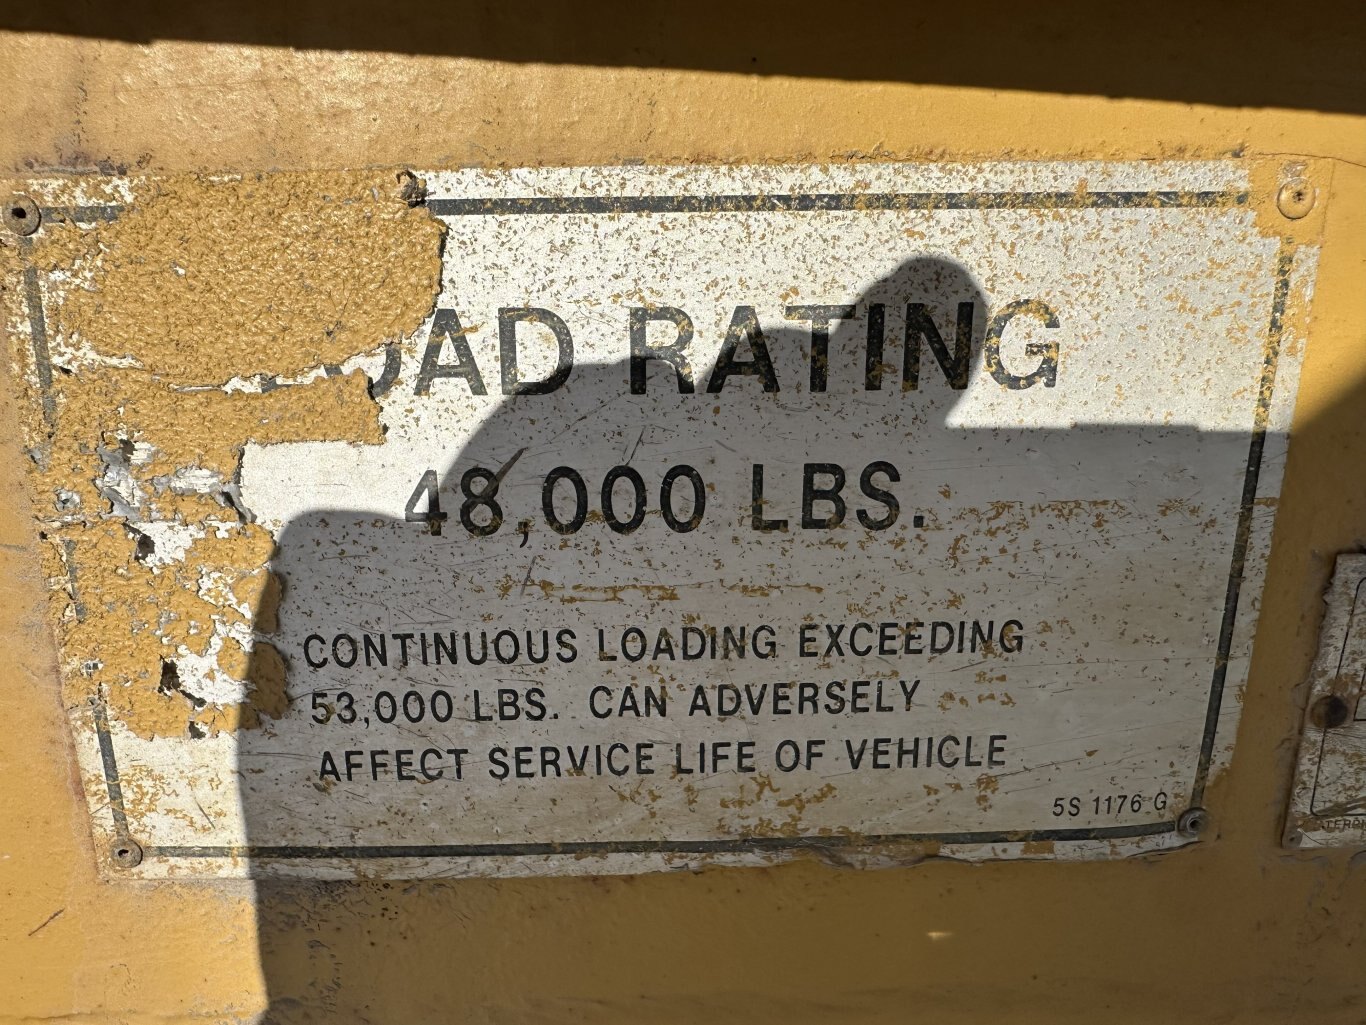 LOAD RATING
48,000 LBS.
CONTINUOUS LOADING EXCEEDING
53,000 LBS. CAN ADVERSELY
AFFECT SERVICE LIFE OF VEHICLE
5S 1176 G